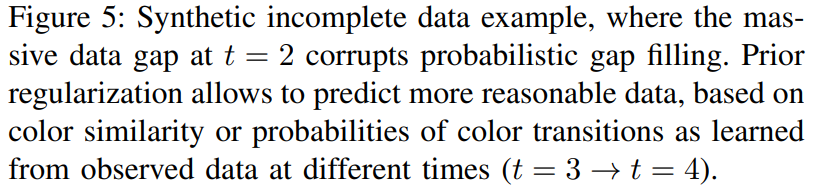 Figure 5: Synthetic incomplete data example, where the mas-
sive data gap at t = 2 corrupts probabilistic gap filling. Prior
regularization allows to predict more reasonable data, based on
color similarity or probabilities of color transitions as learned
from observed data at different times (t = 3 → t = 4).